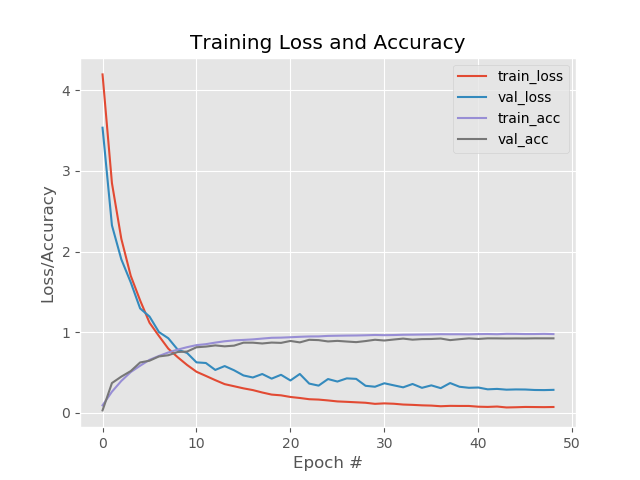 Training Loss and Accuracy
train_loss
val_loss
train_acc
val_acc
Loss/Accuracy
4
3
2
1
0
0 10 20 30 40 50
Epoch #